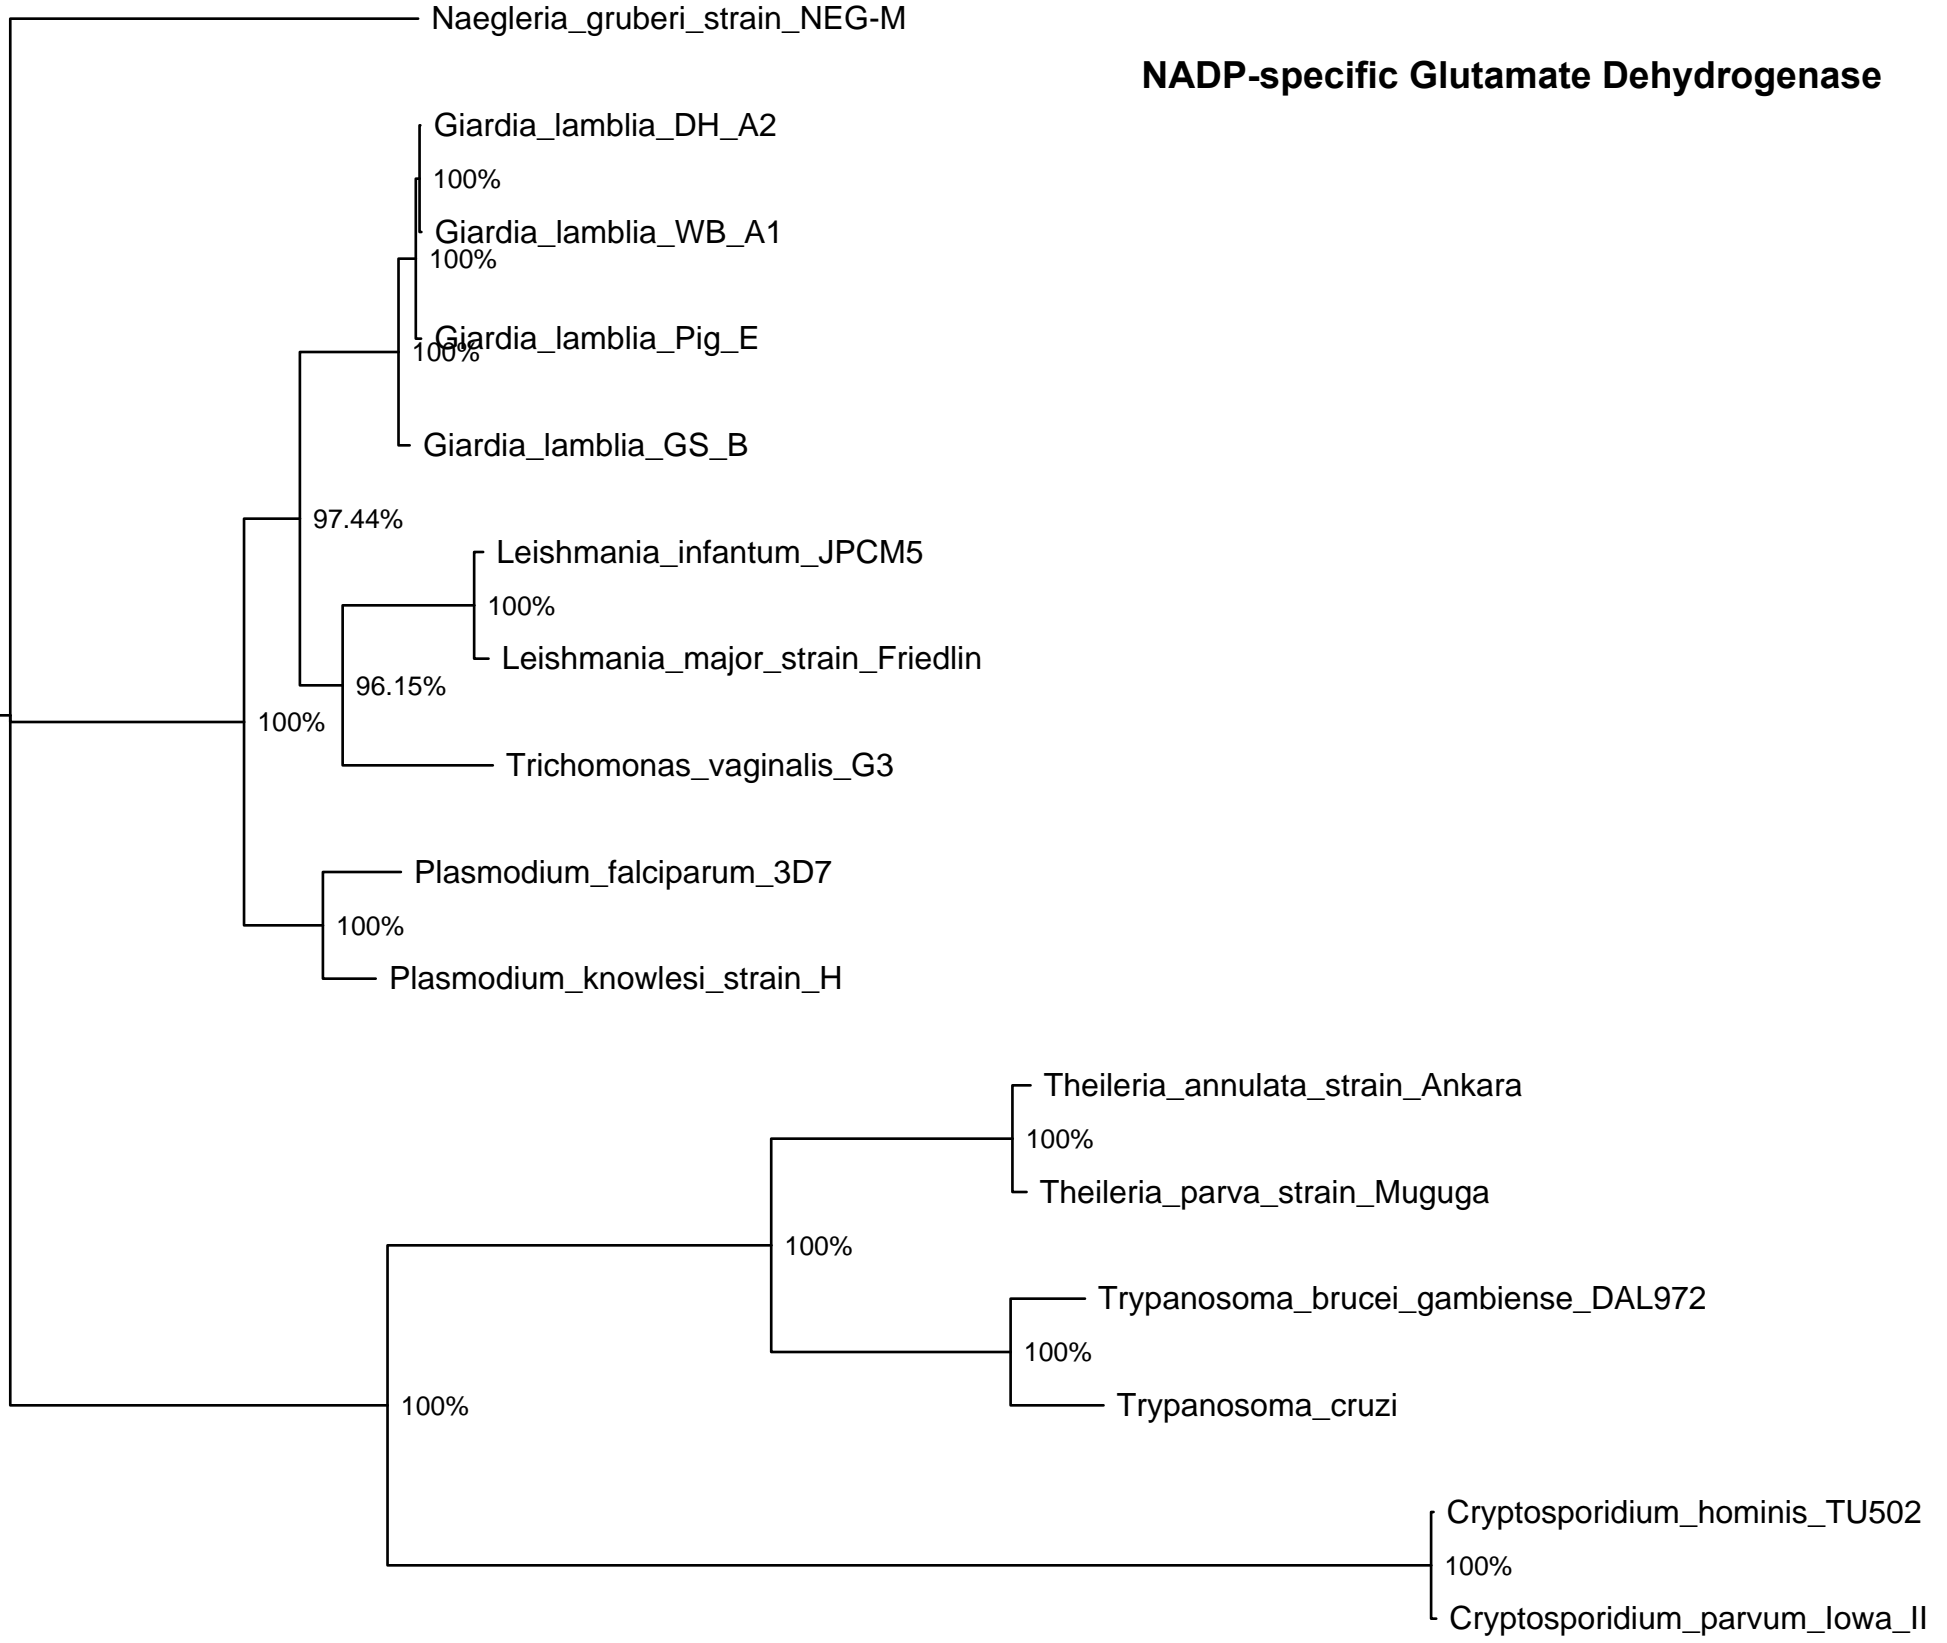 Naegleria_gruberi_strain_NEG-M
NADP-specific Glutamate Dehydrogenase
Giardia_lamblia_DH_A2
100%
Giardia_lamblia_WB_A1
100%
Giardia_lamblia_Pig_E
100%
Giardia_lamblia_GS_B
97.44%
Leishmania_infantum_JPCM5
100%
Leishmania_major_strain_Friedlin
96.15%
100%
Trichomonas_vaginalis_G3
Plasmodium_falciparum_3D7
100%
Plasmodium_knowlesi_strain_H
Theileria_annulata_strain_Ankara
100%
Theileria_parva_strain_Muguga
100%
Trypanosoma_brucei_gambiense_DAL972
100%
Trypanosoma_cruzi
100%
Cryptosporidium_hominis_TU502
100%
Cryptosporidium_parvum_Iowa_II